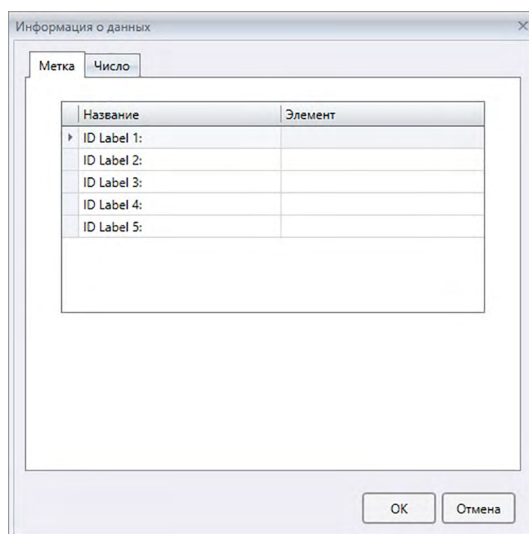 Информация о данных
Метка Число
Название Элемент
ID Label 1:
ID Label 2:
ID Label 3:
ID Label 4:
ID Label 5:
OK Отмена